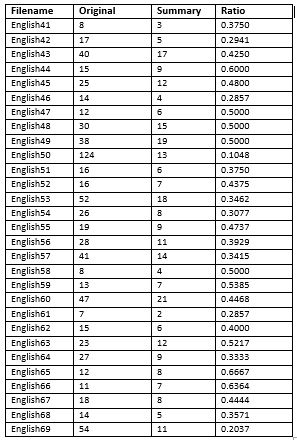 Filename Original Summary Ratio
English41 8 3 0.3750
English42 17 5 0.2941
English43 40 17 0.4250
English44 15 9 0.6000
English45 25 12 0.4800
English46 14 4 0.2857
English47 12 6 0.5000
English48 30 15 0.5000
English49 38 19 0.5000
English50 124 13 0.1048
English51 16 6 0.3750
English52 16 7 0.4375
English53 52 18 0.3462
English54 26 8 0.3077
English55 19 9 0.4737
English56 28 11 0.3929
English57 41 14 0.3415
English58 8 4 0.5000
English59 13 7 0.5385
English60 47 21 0.4468
English61 7 2 0.2857
English62 15 6 0.4000
English63 23 12 0.5217
English64 27 9 0.3333
English65 12 8 0.6667
English66 11 7 0.6364
English67 18 8 0.4444
English68 14 5 0.3571
English69 54 11 0.2037